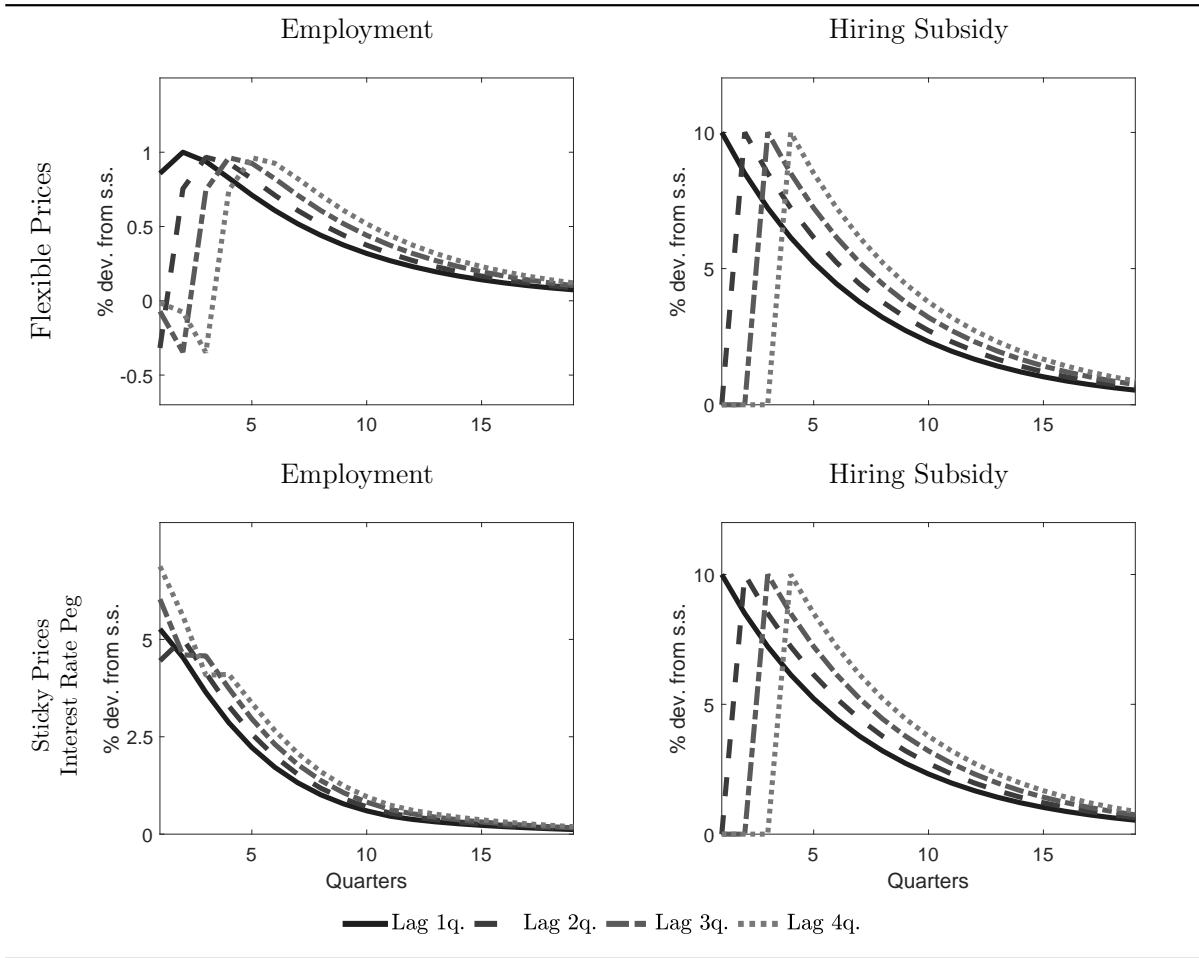 Employment
Hiring Subsidy
Flexible Prices
% dev. from s.s.
1
0.5
0
-0.5
5
10
15
% dev. from s.s.
10
5
0
5
10
15
Employment
Hiring Subsidy
Sticky Prices
Interest Rate Peg
% dev. from s.s.
5
2.5
0
5
10
15
Quarters
% dev. from s.s.
10
5
0
5
10
15
Quarters
Lag 1q. Lag 2q. Lag 3q. Lag 4q.